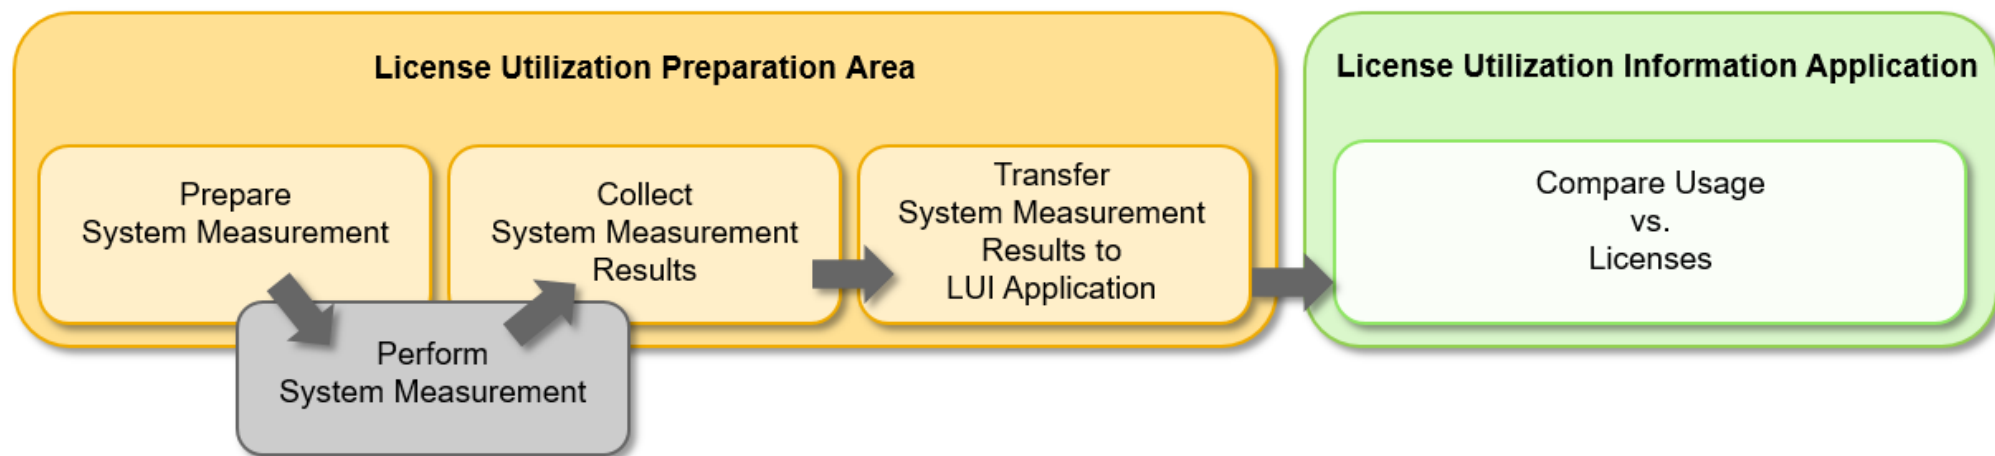 License Utilization Preparation Area
Prepare
System Measurement
Perform
System Measurement
Collect
System Measurement
Results
Transfer
System Measurement
Results to
LUI Application
License Utilization Information Application
Compare Usage
vs.
Licenses